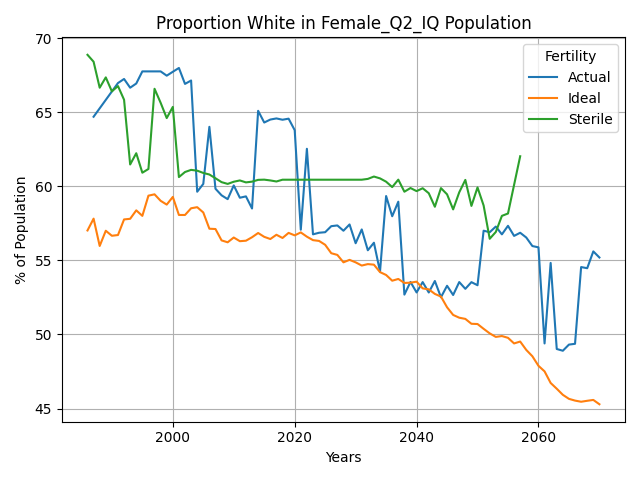 Proportion White in Female_Q2_IQ Population
% of Population
70
65
60
55
50
45
2000
2020
2040
2060
Years
Fertility
Actual
Ideal
Sterile